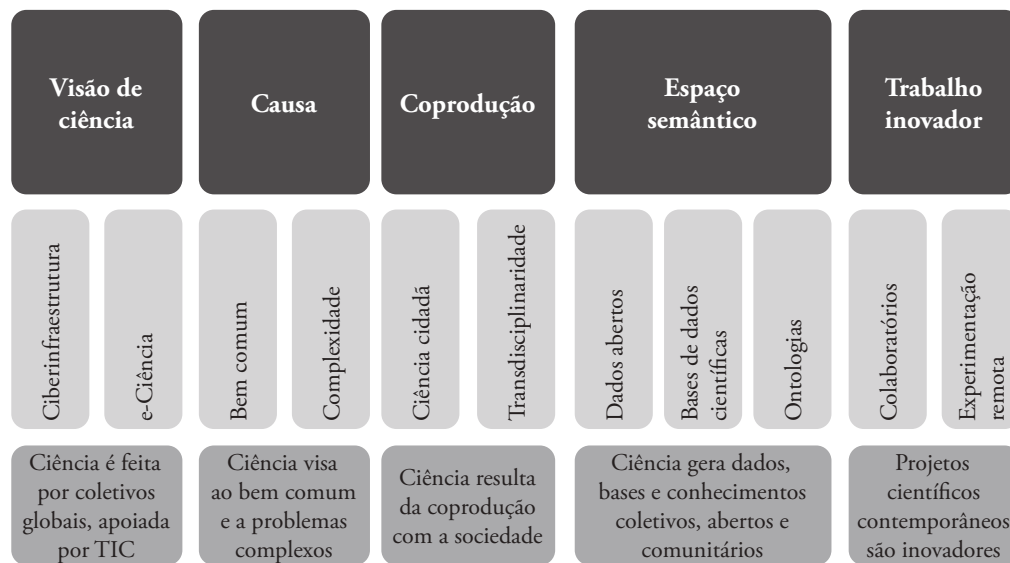 Visão de
ciência
Causa
Coprodução
Espaço
semântico
Trabalho
inovador
Ciberinfraestrutura
e-Ciência
Bem comum
Complexidade
Ciência cidadã
Transdisciplinaridade
Dados abertos
Bases de dados
científicas
Ontologias
Colaboratórios
Experimentação
remota
Ciência é feita
por coletivos
globais, apoiada
por TIC
Ciência visa
ao bem comum
e a problemas
complexos
Ciência resulta
da coprodução
com a sociedade
Ciência gera dados,
bases e conhecimentos
coletivos, abertos e
comunitários
Projetos
científicos
contemporâneos
são inovadores